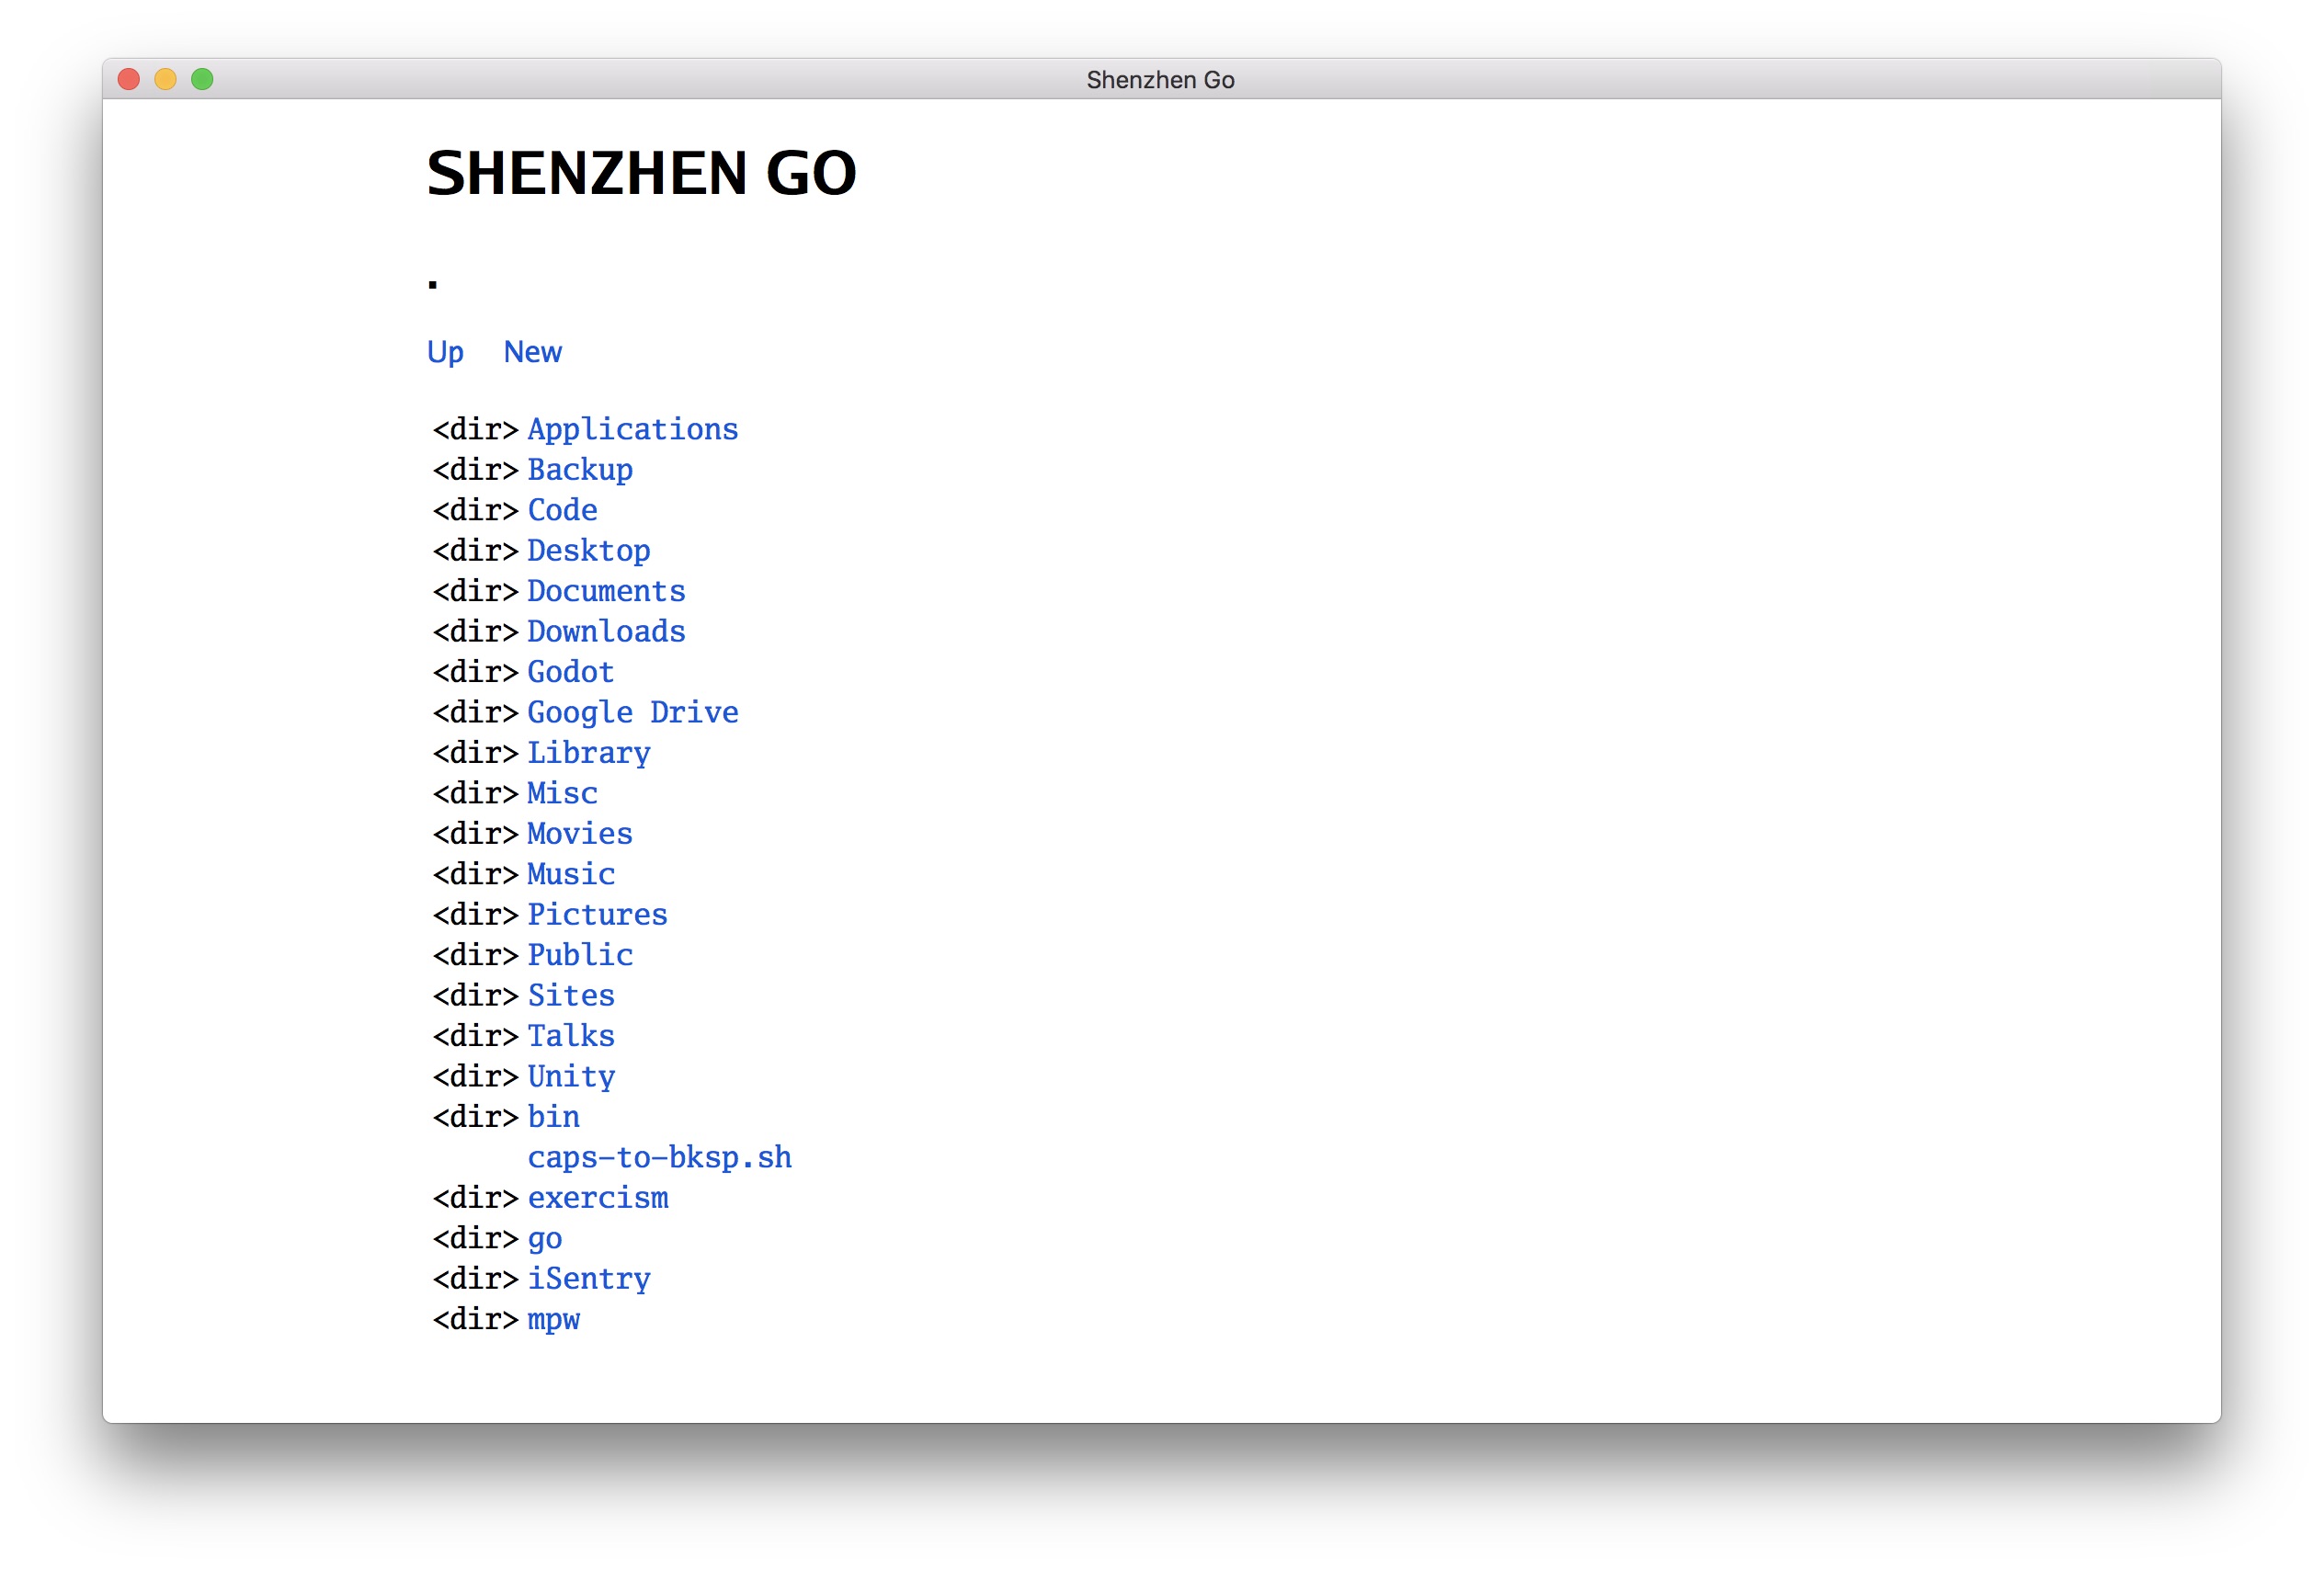 Shenzhen Go
SHENZHEN GO
.
Up New
<dir> Applications
<dir> Backup
<dir> Code
<dir> Desktop
<dir> Documents
<dir> Downloads
<dir> Godot
<dir> Google Drive
<dir> Library
<dir> Misc
<dir> Movies
<dir> Music
<dir> Pictures
<dir> Public
<dir> Sites
<dir> Talks
<dir> Unity
<dir> bin
caps-to-bksp.sh
<dir> exercism
<dir> go
<dir> iSentry
<dir> mpw